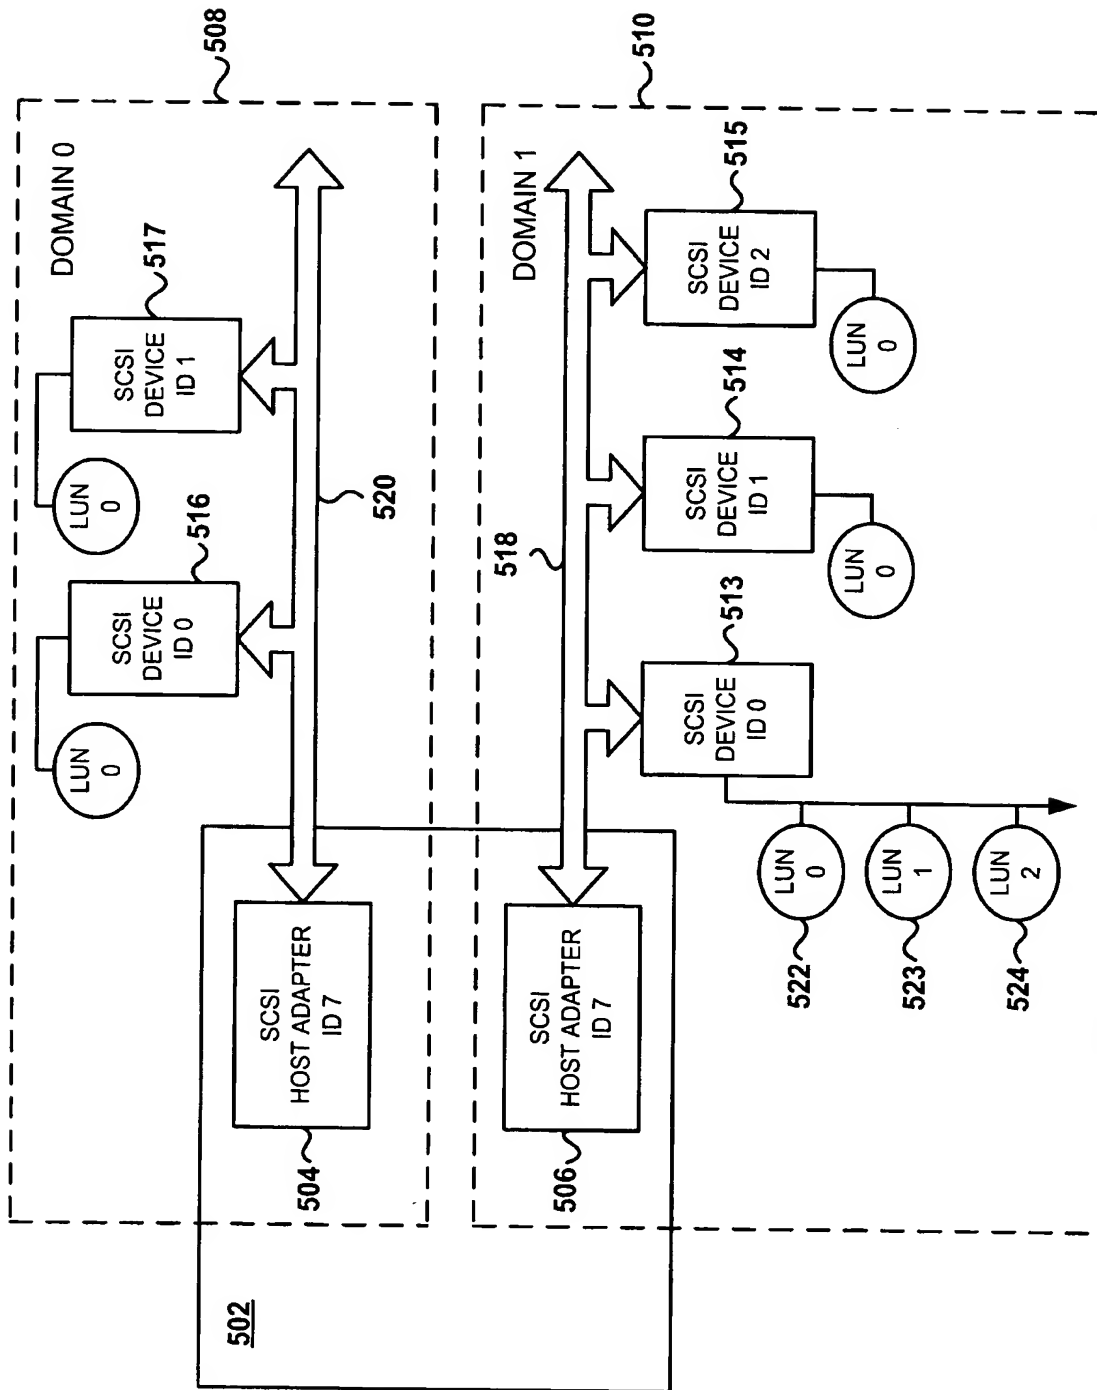 508
DOMAIN 0
517
SCSI
DEVICE
ID 1
LUN
0
516
SCSI
DEVICE
ID 0
LUN
0
520
SCSI
HOST ADAPTER
ID 7
504
502
510
DOMAIN 1
518
515
SCSI
DEVICE
ID 2
LUN
0
514
SCSI
DEVICE
ID 1
LUN
0
513
SCSI
DEVICE
ID 0
SCSI
HOST ADAPTER
ID 7
506
LUN
0
522
LUN
1
523
LUN
2
524